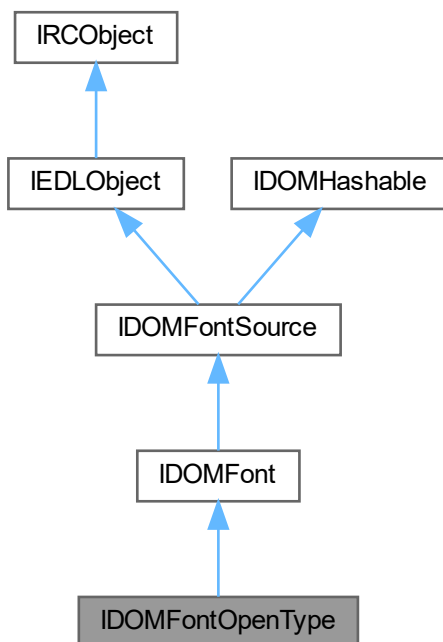 IRCObject
IEDLObject
IDOMHashable
IDOMFontSource
IDOMFont
IDOMFontOpenType